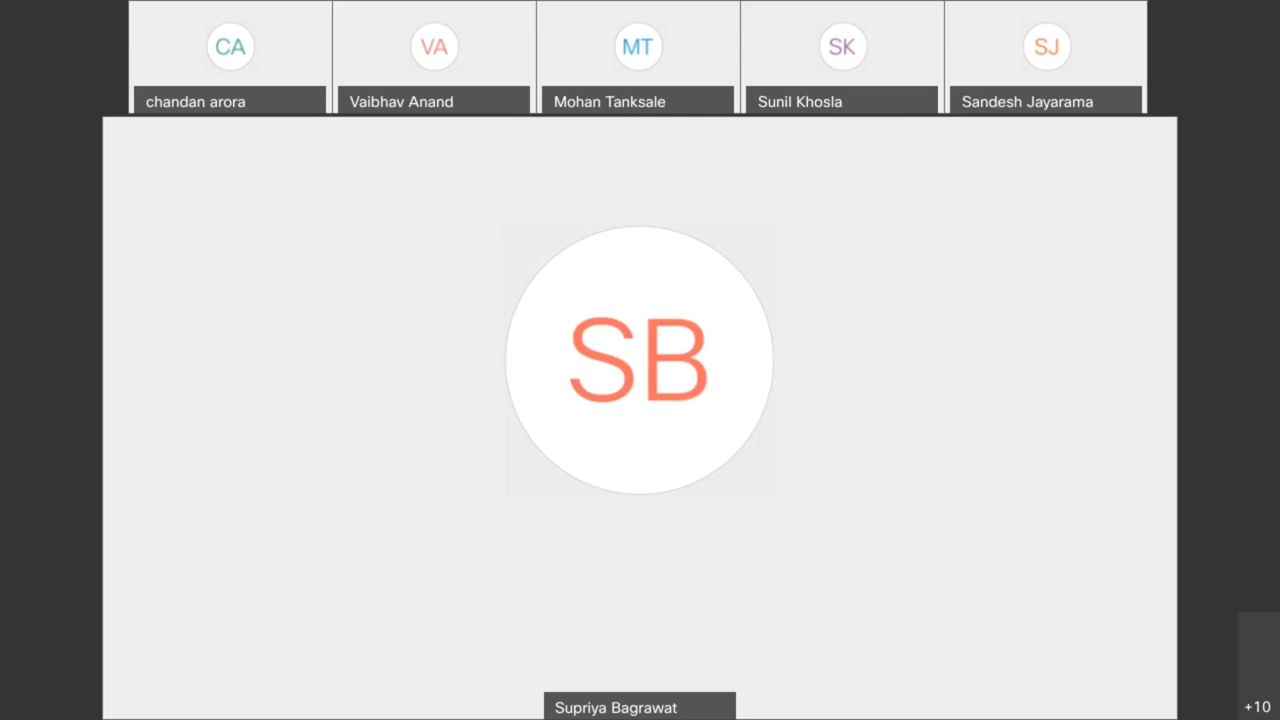 CA
VA
MT
SK
SJ
chandan arora
Vaibhav Anand
Mohan Tanksale
Sunil Khosla
Sandesh Jayarama
SB
Supriya Bagrawat
+10